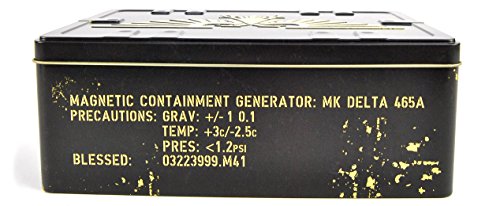 MAGNETIC CONTAINMENT GENERATOR: MK DELTA 465A
PRECAUTIONS: GRAV: +/- 1 0.1
TEMP: +3c/-2.5c
PRES: <1.2PSI
BLESSED: 03223999.M41